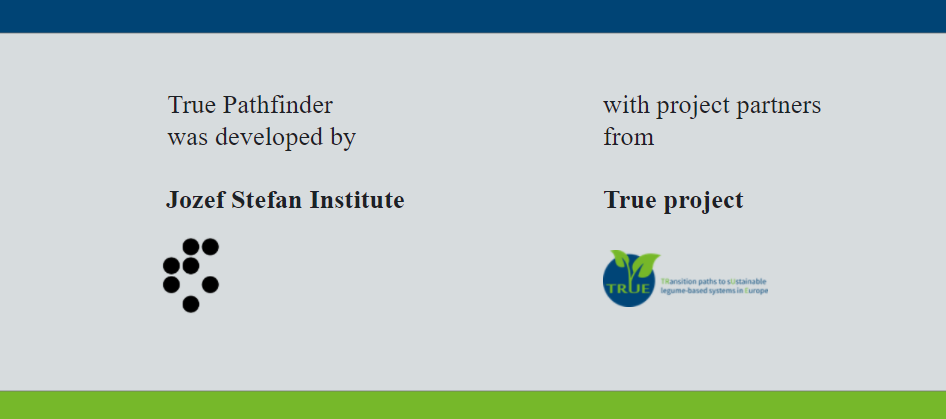 True Pathfinder
was developed by
Jozef Stefan Institute
with project partners
from
True project
TRUE
TRansition paths to sUstainable
legume-based systems in Europe